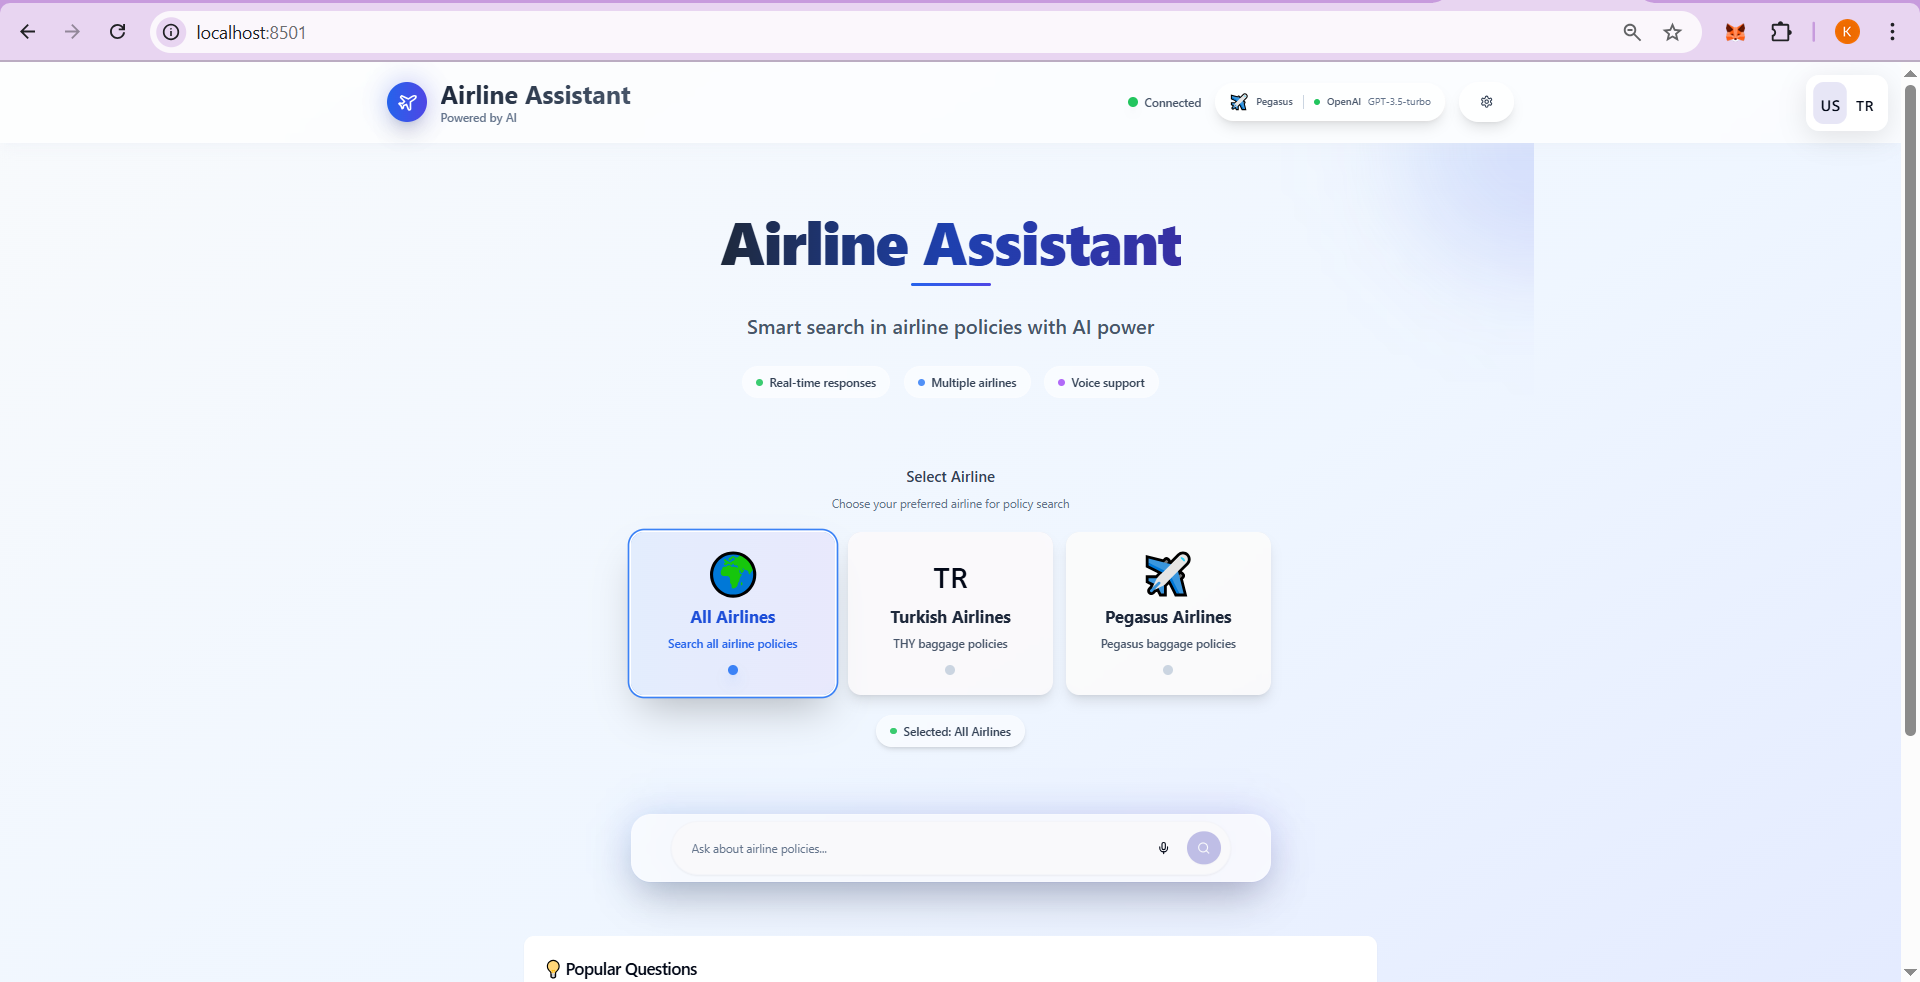 localhost:8501
K
Airline Assistant
Powered by AI
Connected
Pegasus
OpenAI GPT-3.5-turbo
US TR
Airline Assistant
Smart search in airline policies with AI power
Real-time responses
Multiple airlines
Voice support
Select Airline
Choose your preferred airline for policy search
All Airlines
Search all airline policies
TR
Turkish Airlines
THY baggage policies
Pegasus Airlines
Pegasus baggage policies
Selected: All Airlines
Ask about airline policies...
Popular Questions